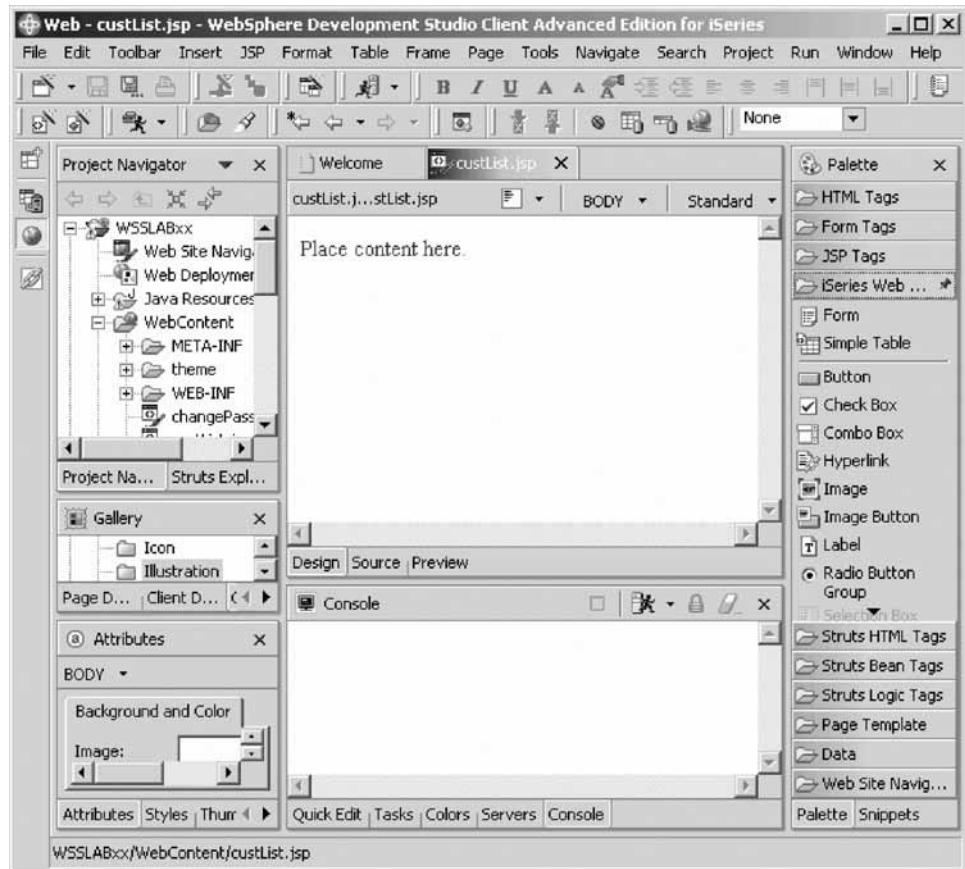 Web - custList.jsp - WebSphere Development Studio Client Advanced Edition for iSeries
File Edit Toolbar Insert JSP Format Table Frame Page Tools Navigate Search Project Run Window Help
B I U A A
None
Project Navigator
WSSLABxx
Web Site Navig
Web Deploymer
Java Resources
WebContent
META-INF
theme
WEB-INF
changePass
Project Na... Struts Expl...
Gallery
Icon
Illustration
Page D... Client D...
Attributes
BODY
Background and Color
Image:
Attributes Styles Thum
Welcome custList.jsp
custList.j...stList.jsp BODY Standard
Place content here.
Design Source Preview
Console
Quick Edit Tasks Colors Servers Console
Palette
HTML Tags
Form Tags
JSP Tags
iSeries Web ...
Form
Simple Table
Button
Check Box
Combo Box
Hyperlink
Image
Image Button
Label
Radio Button
Group
Selection Box
Struts HTML Tags
Struts Bean Tags
Struts Logic Tags
Page Template
Data
Web Site Navig...
Palette Snippets
WSSLABxx/WebContent/custList.jsp